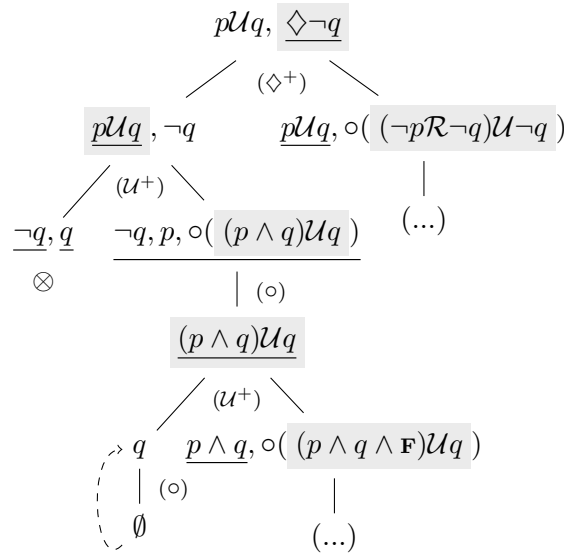 p𝒰q, ◇¬q
(◇⁺)
p𝒰q, ¬q p𝒰q, ∘( (¬pℛ¬q)𝒰¬q )
(𝒰⁺)
(...)
¬q, q ¬q, p, ∘( (p ∧ q)𝒰q )
⊗
(∘)
(p ∧ q)𝒰q
(𝒰⁺)
q p ∧ q, ∘( (p ∧ q ∧ F)𝒰q )
(∘)
∅ (...)